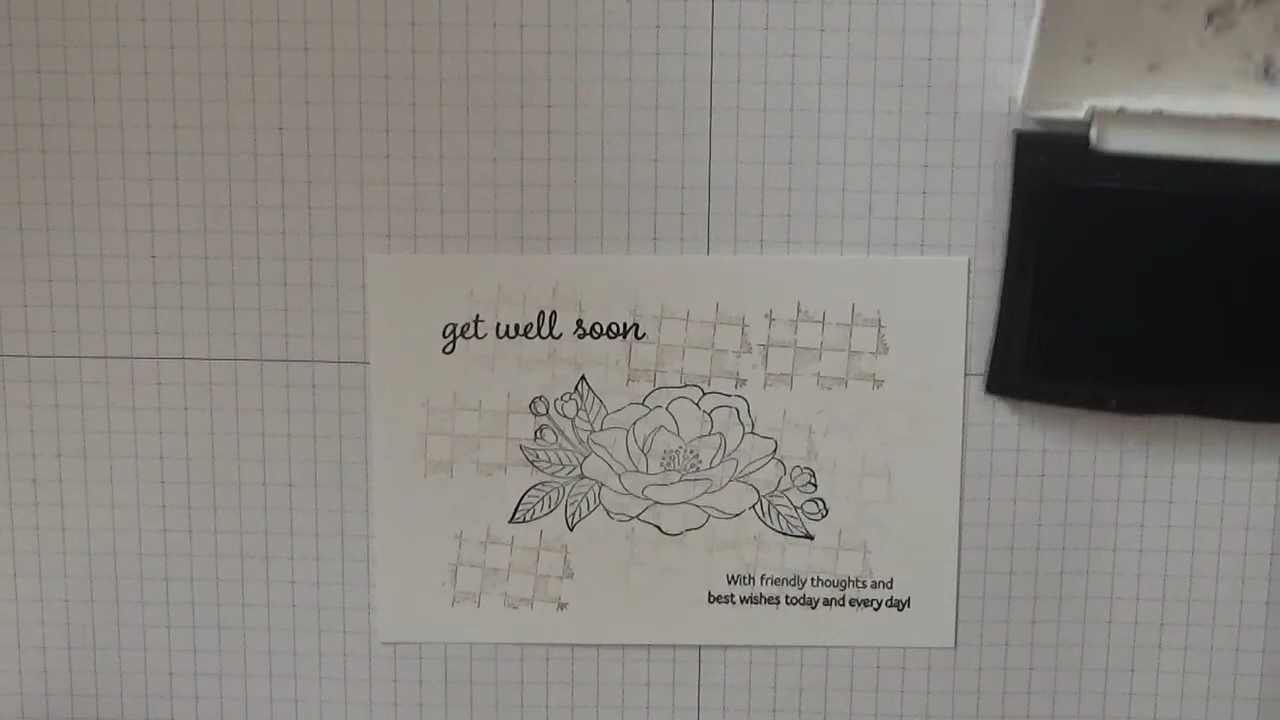 get well soon
With friendly thoughts and
best wishes today and every day!